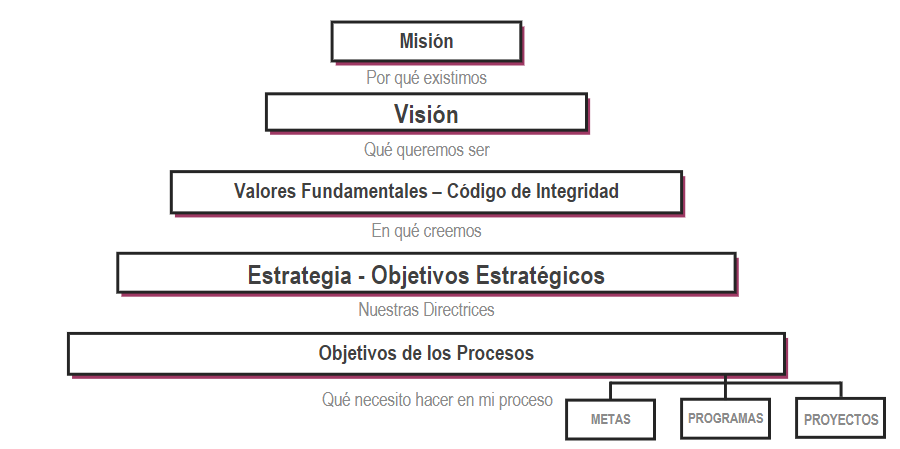 Misión
Por qué existimos
Visión
Qué queremos ser
Valores Fundamentales – Código de Integridad
En qué creemos
Estrategia - Objetivos Estratégicos
Nuestras Directrices
Objetivos de los Procesos
Qué necesito hacer en mi proceso
METAS
PROGRAMAS
PROYECTOS